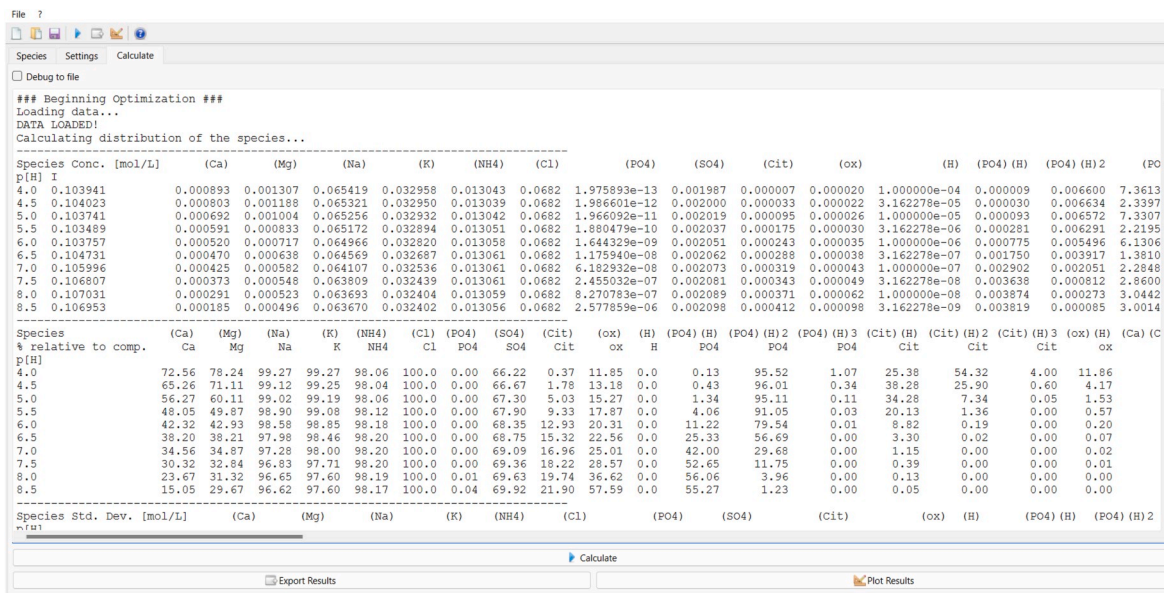 File ?
Species Settings Calculate
Debug to file
### Beginning Optimization ###
Loading data...
DATA LOADED!
Calculating distribution of the species...
--------------------------------------------------------------------------------
Species Conc. [mol/L] (Ca) (Mg) (Na) (K) (NH4) (Cl) (PO4) (SO4) (Cit) (ox) (H) (PO4)(H) (PO4)(H)2 (PO
p[H] I
4.0 0.103941 0.000893 0.001307 0.065419 0.032958 0.013043 0.0682 1.975893e-13 0.001987 0.000007 0.000020 1.000000e-04 0.000009 0.006600 7.3613
4.5 0.104023 0.000803 0.001188 0.065321 0.032950 0.013039 0.0682 1.986601e-12 0.002000 0.000033 0.000022 3.162278e-05 0.000030 0.006634 2.3397
5.0 0.103741 0.000692 0.001004 0.065256 0.032932 0.013042 0.0682 1.966092e-11 0.002019 0.000095 0.000026 1.000000e-05 0.000093 0.006572 7.3307
5.5 0.103489 0.000591 0.000833 0.065172 0.032894 0.013051 0.0682 1.880479e-10 0.002037 0.000175 0.000030 3.162278e-06 0.000281 0.006291 2.2195
6.0 0.103757 0.000520 0.000717 0.064966 0.032820 0.013058 0.0682 1.644329e-09 0.002051 0.000243 0.000035 1.000000e-06 0.000775 0.005496 6.1306
6.5 0.104731 0.000470 0.000638 0.064569 0.032687 0.013061 0.0682 1.175940e-08 0.002062 0.000288 0.000038 3.162278e-07 0.001750 0.003917 1.3810
7.0 0.105996 0.000425 0.000582 0.064107 0.032536 0.013061 0.0682 6.182932e-08 0.002073 0.000319 0.000043 1.000000e-07 0.002902 0.002051 2.2848
7.5 0.106807 0.000373 0.000548 0.063809 0.032439 0.013061 0.0682 2.455032e-07 0.002081 0.000343 0.000049 3.162278e-08 0.003638 0.000812 2.8600
8.0 0.107031 0.000291 0.000523 0.063693 0.032404 0.013059 0.0682 8.270783e-07 0.002089 0.000371 0.000062 1.000000e-08 0.003874 0.000273 3.0442
8.5 0.106953 0.000185 0.000496 0.063670 0.032402 0.013056 0.0682 2.577859e-06 0.002098 0.000412 0.000098 3.162278e-09 0.003819 0.000085 3.0014
--------------------------------------------------------------------------------
Species (Ca) (Mg) (Na) (K) (NH4) (Cl) (PO4) (SO4) (Cit) (ox) (H) (PO4)(H) (PO4)(H)2 (PO4)(H)3 (Cit)(H) (Cit)(H)2 (Cit)(H)3 (ox)(H) (Ca)(C
% relative to comp. Ca Mg Na K NH4 Cl PO4 SO4 Cit ox H PO4 PO4 PO4 Cit Cit Cit ox
p[H]
4.0 72.56 78.24 99.27 99.27 98.06 100.0 0.00 66.22 0.37 11.85 0.0 0.13 95.52 1.07 25.38 54.32 4.00 11.86
4.5 65.26 71.11 99.12 99.25 98.04 100.0 0.00 66.67 1.78 13.18 0.0 0.43 96.01 0.34 38.28 25.90 0.60 4.17
5.0 56.27 60.11 99.02 99.19 98.06 100.0 0.00 67.30 5.03 15.27 0.0 1.34 95.11 0.11 34.28 7.34 0.05 1.53
5.5 48.05 49.87 98.90 99.08 98.12 100.0 0.00 67.90 9.33 17.87 0.0 4.06 91.05 0.03 20.13 1.36 0.00 0.57
6.0 42.32 42.93 98.58 98.85 98.18 100.0 0.00 68.35 12.93 20.31 0.0 11.22 79.54 0.01 8.82 0.19 0.00 0.20
6.5 38.20 38.21 97.98 98.46 98.20 100.0 0.00 68.75 15.32 22.56 0.0 25.33 56.69 0.00 3.30 0.02 0.00 0.07
7.0 34.56 34.87 97.28 98.00 98.20 100.0 0.00 69.09 16.96 25.01 0.0 42.00 29.68 0.00 1.15 0.00 0.00 0.02
7.5 30.32 32.84 96.83 97.71 98.20 100.0 0.00 69.36 18.22 28.57 0.0 52.65 11.75 0.00 0.39 0.00 0.00 0.01
8.0 23.67 31.32 96.65 97.60 98.19 100.0 0.01 69.63 19.74 36.62 0.0 56.06 3.96 0.00 0.13 0.00 0.00 0.00
8.5 15.05 29.67 96.62 97.60 98.17 100.0 0.04 69.92 21.90 57.59 0.0 55.27 1.23 0.00 0.05 0.00 0.00 0.00
--------------------------------------------------------------------------------
Species Std. Dev. [mol/L] (Ca) (Mg) (Na) (K) (NH4) (Cl) (PO4) (SO4) (Cit) (ox) (H) (PO4)(H) (PO4)(H)2
p[H]
Calculate
Export Results Plot Results